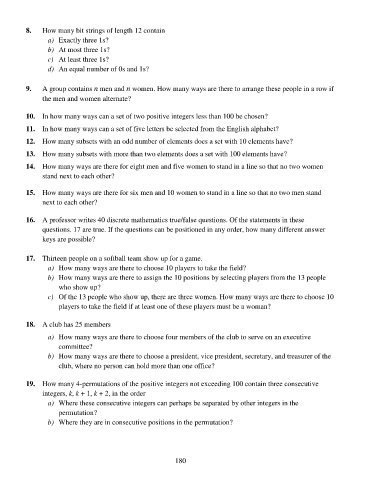 8. How many bit strings of length 12 contain
a) Exactly three 1s?
b) At most three 1s?
c) At least three 1s?
d) An equal number of 0s and 1s?
9. A group contains n men and n women. How many ways are there to arrange these people in a row if
the men and women alternate?
10. In how many ways can a set of two positive integers less than 100 be chosen?
11. In how many ways can a set of five letters be selected from the English alphabet?
12. How many subsets with an odd number of elements does a set with 10 elements have?
13. How many subsets with more than two elements does a set with 100 elements have?
14. How many ways are there for eight men and five women to stand in a line so that no two women
stand next to each other?
15. How many ways are there for six men and 10 women to stand in a line so that no two men stand
next to each other?
16. A professor writes 40 discrete mathematics true/false questions. Of the statements in these
questions. 17 are true. If the questions can be positioned in any order, how many different answer
keys are possible?
17. Thirteen people on a softball team show up for a game.
a) How many ways are there to choose 10 players to take the field?
b) How many ways are there to assign the 10 positions by selecting players from the 13 people
who show up?
c) Of the 13 people who show up, there are three women. How many ways are there to choose 10
players to take the field if at least one of these players must be a woman?
18. A club has 25 members
a) How many ways are there to choose four members of the club to serve on an executive
committee?
b) How many ways are there to choose a president, vice president, secretary, and treasurer of the
club, where no person can hold more than one office?
19. How many 4-permutations of the positive integers not exceeding 100 contain three consecutive
integers, k, k + 1, k + 2, in the order
a) Where these consecutive integers can perhaps be separated by other integers in the
permutation?
b) Where they are in consecutive positions in the permutation?
180